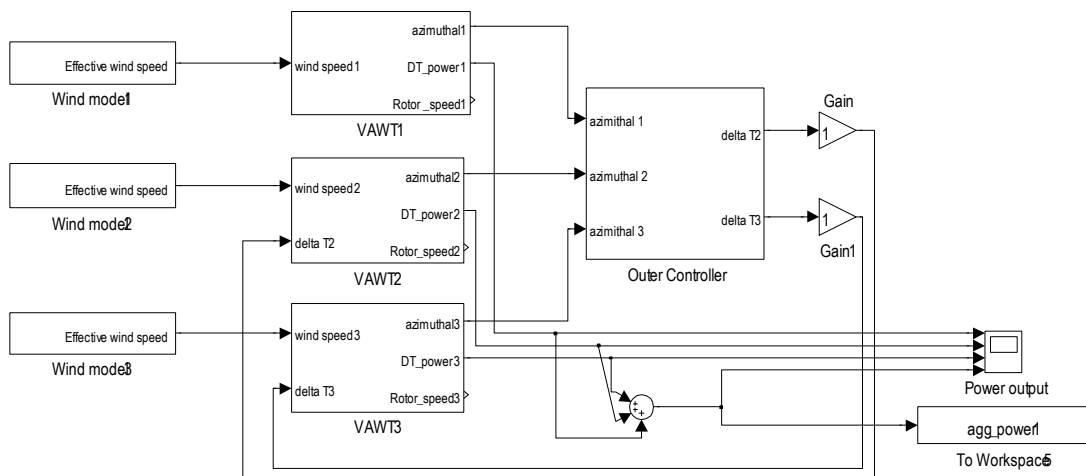 Effective wind speed
Wind model1
wind speed1
azimuthal1
DT_power1
Rotor _speed1
VAWT1
Effective wind speed
Wind model2
wind speed2
delta T2
azimuthal2
DT_power2
Rotor_speed2
VAWT2
Effective wind speed
Wind model3
wind speed3
delta T3
azimuthal3
DT_power3
Rotor_speed3
VAWT3
azimithal 1
azimuthal 2
azimithal 3
delta T2
delta T3
Outer Controller
Gain
1
1
Gain1
+
+
+
Power output
agg_power1
To Workspace5